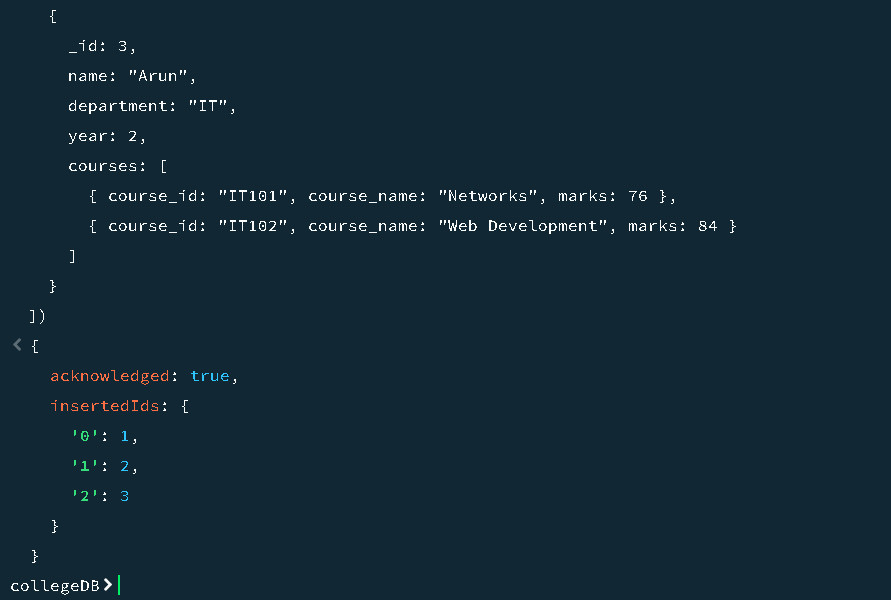 {
_id: 3,
name: "Arun",
department: "IT",
year: 2,
courses: [
{ course_id: "IT101", course_name: "Networks", marks: 76 },
{ course_id: "IT102", course_name: "Web Development", marks: 84 }
]
}
])
< {
acknowledged: true,
insertedIds: {
'0': 1,
'1': 2,
'2': 3
}
}
collegeDB>